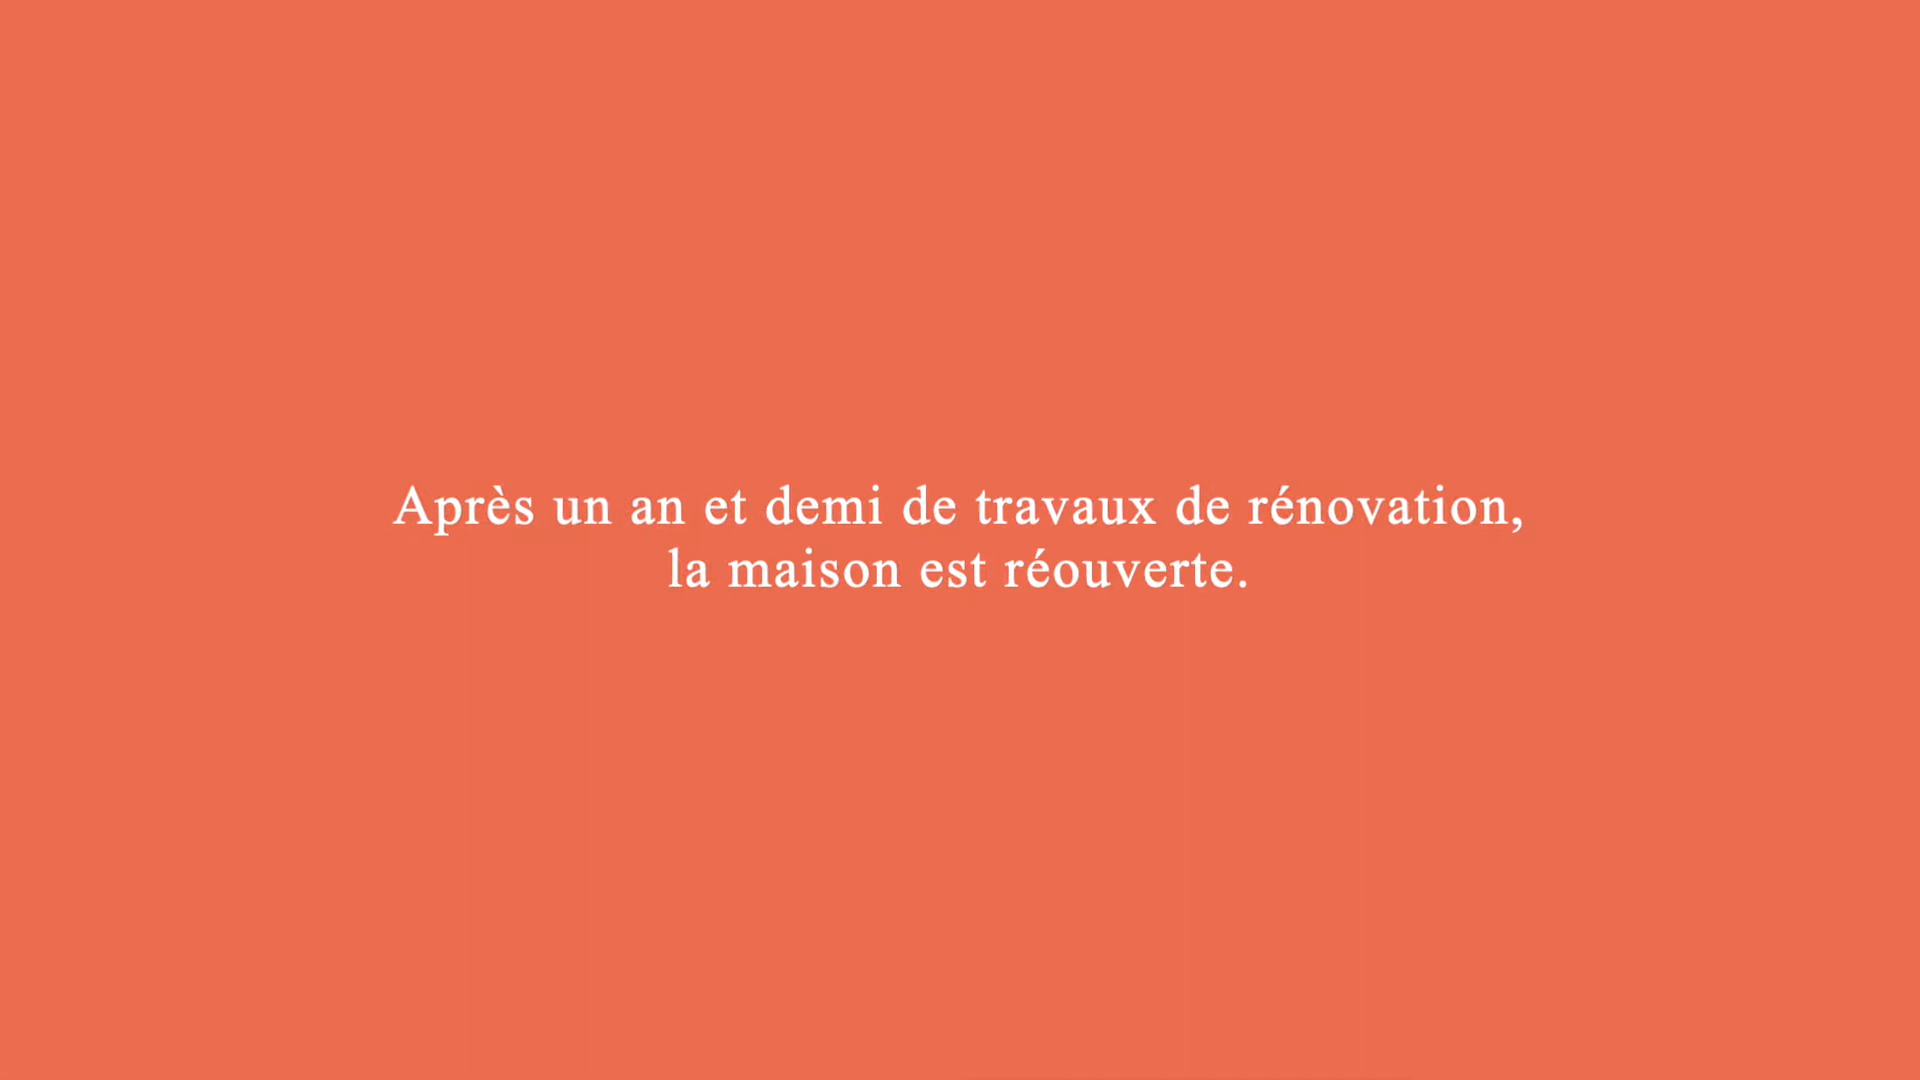 Après un an et demi de travaux de rénovation,
la maison est réouverte.